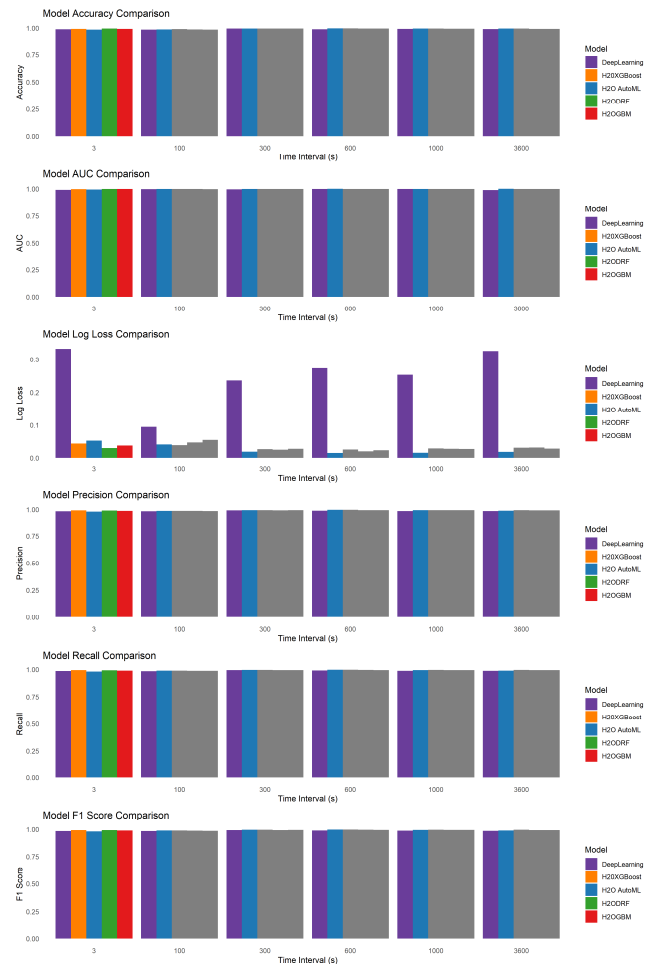 Model Accuracy Comparison
Accuracy
1.00
0.75
0.50
0.25
0.00
3
100
300
600
1000
3600
Time Interval (s)
Model
DeepLearning
H20XGBoost
H2O AutoML
H2ODRF
H2OGBM
Model AUC Comparison
AUC
1.00
0.75
0.50
0.25
0.00
3
100
300
600
1000
3600
Time Interval (s)
Model
DeepLearning
H20XGBoost
H2O AutoML
H2ODRF
H2OGBM
Model Log Loss Comparison
Log Loss
0.3
0.2
0.1
0.0
3
100
300
600
1000
3600
Time Interval (s)
Model
DeepLearning
H20XGBoost
H2O AutoML
H2ODRF
H2OGBM
Model Precision Comparison
Precision
1.00
0.75
0.50
0.25
0.00
3
100
300
600
1000
3600
Time Interval (s)
Model
DeepLearning
H20XGBoost
H2O AutoML
H2ODRF
H2OGBM
Model Recall Comparison
Recall
1.00
0.75
0.50
0.25
0.00
3
100
300
600
1000
3600
Time Interval (s)
Model
DeepLearning
H20XGBoost
H2O AutoML
H2ODRF
H2OGBM
Model F1 Score Comparison
F1 Score
1.00
0.75
0.50
0.25
0.00
3
100
300
600
1000
3600
Time Interval (s)
Model
DeepLearning
H20XGBoost
H2O AutoML
H2ODRF
H2OGBM